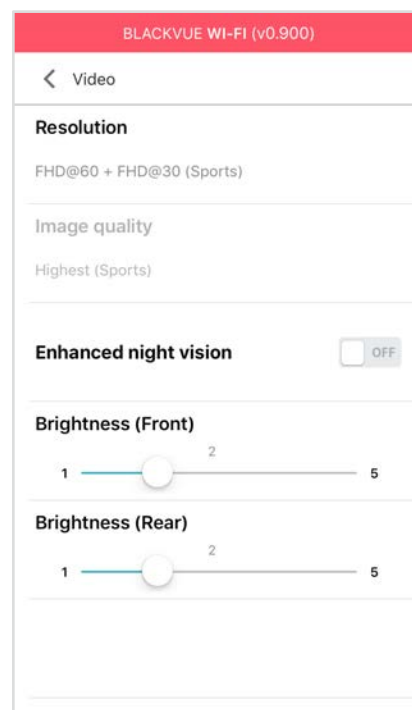 BLACKVUE WI-FI (v0.900)
Video
Resolution
FHD@60 + FHD@30 (Sports)
Image quality
Highest (Sports)
Enhanced night vision
OFF
Brightness (Front)
2
1 5
Brightness (Rear)
2
1 5